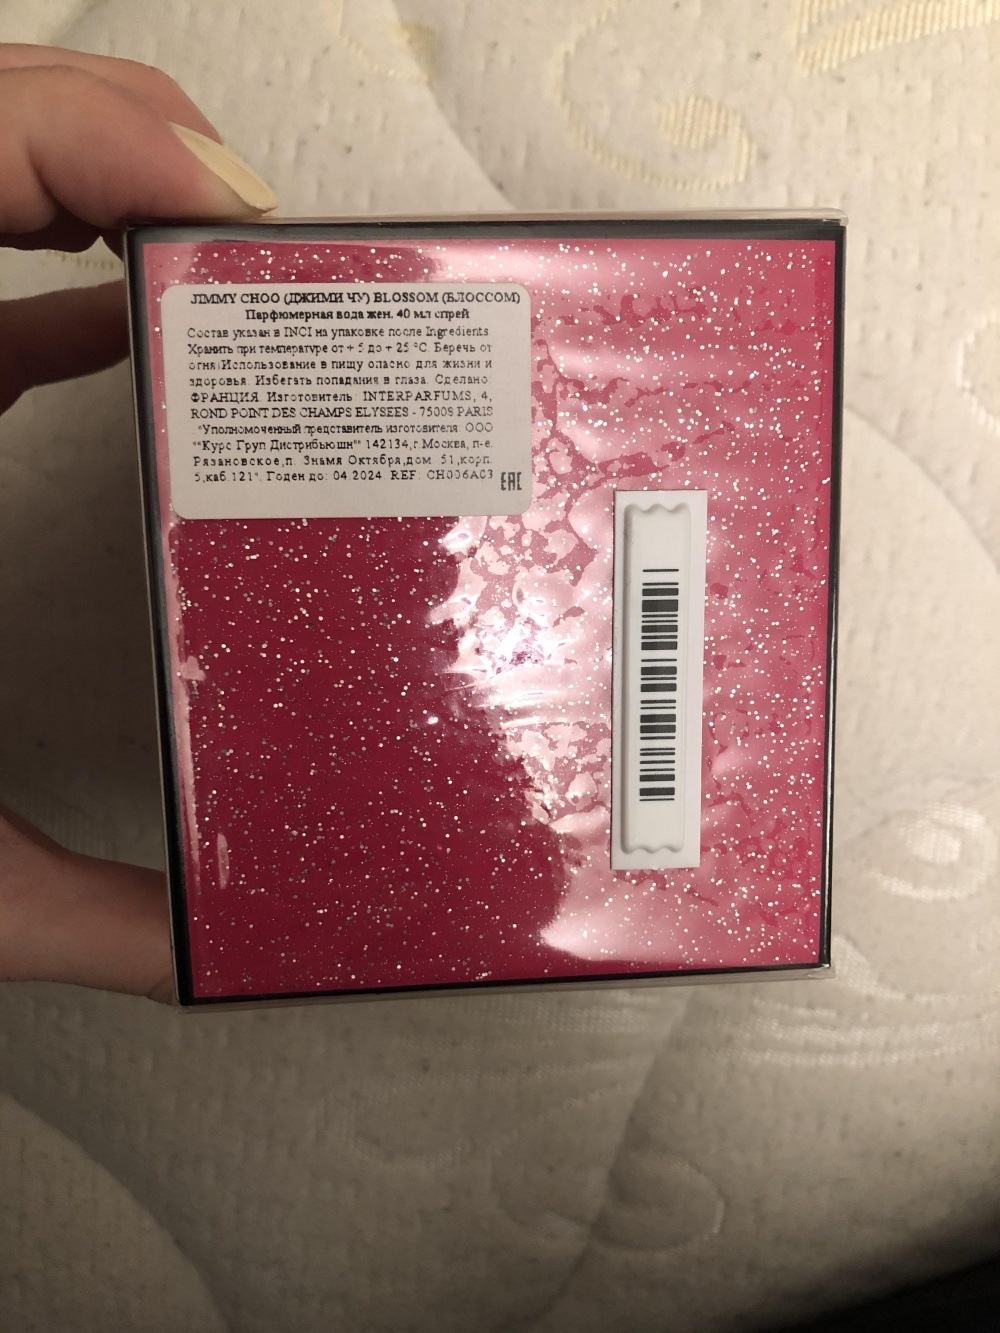 JIMMY CHOO (ДЖИМИ ЧУ) BLOSSOM (БЛОССОМ)
Парфюмерная вода жен. 40 мл спрей
Состав указан в INCI на упаковке после Ingredients
Хранить при температуре от + 5 до + 25 °C. Беречь от
огня.Использование в пищу опасно для жизни и
здоровья. Избегать попадания в глаза. Сделано:
ФРАНЦИЯ. Изготовитель: INTERPARFUMS, 4,
ROND POINT DES CHAMPS ELYSEES - 75008 PARIS
"Уполномоченный представитель изготовителя: ООО
""Курс Груп Дистрибьюшн"" 142134,г.Москва, п-е.
Рязановское,п. Знамя Октября,дом. 51,корп.
5,каб.121". Годен до: 04.2024 REF: CH006A03
EAC